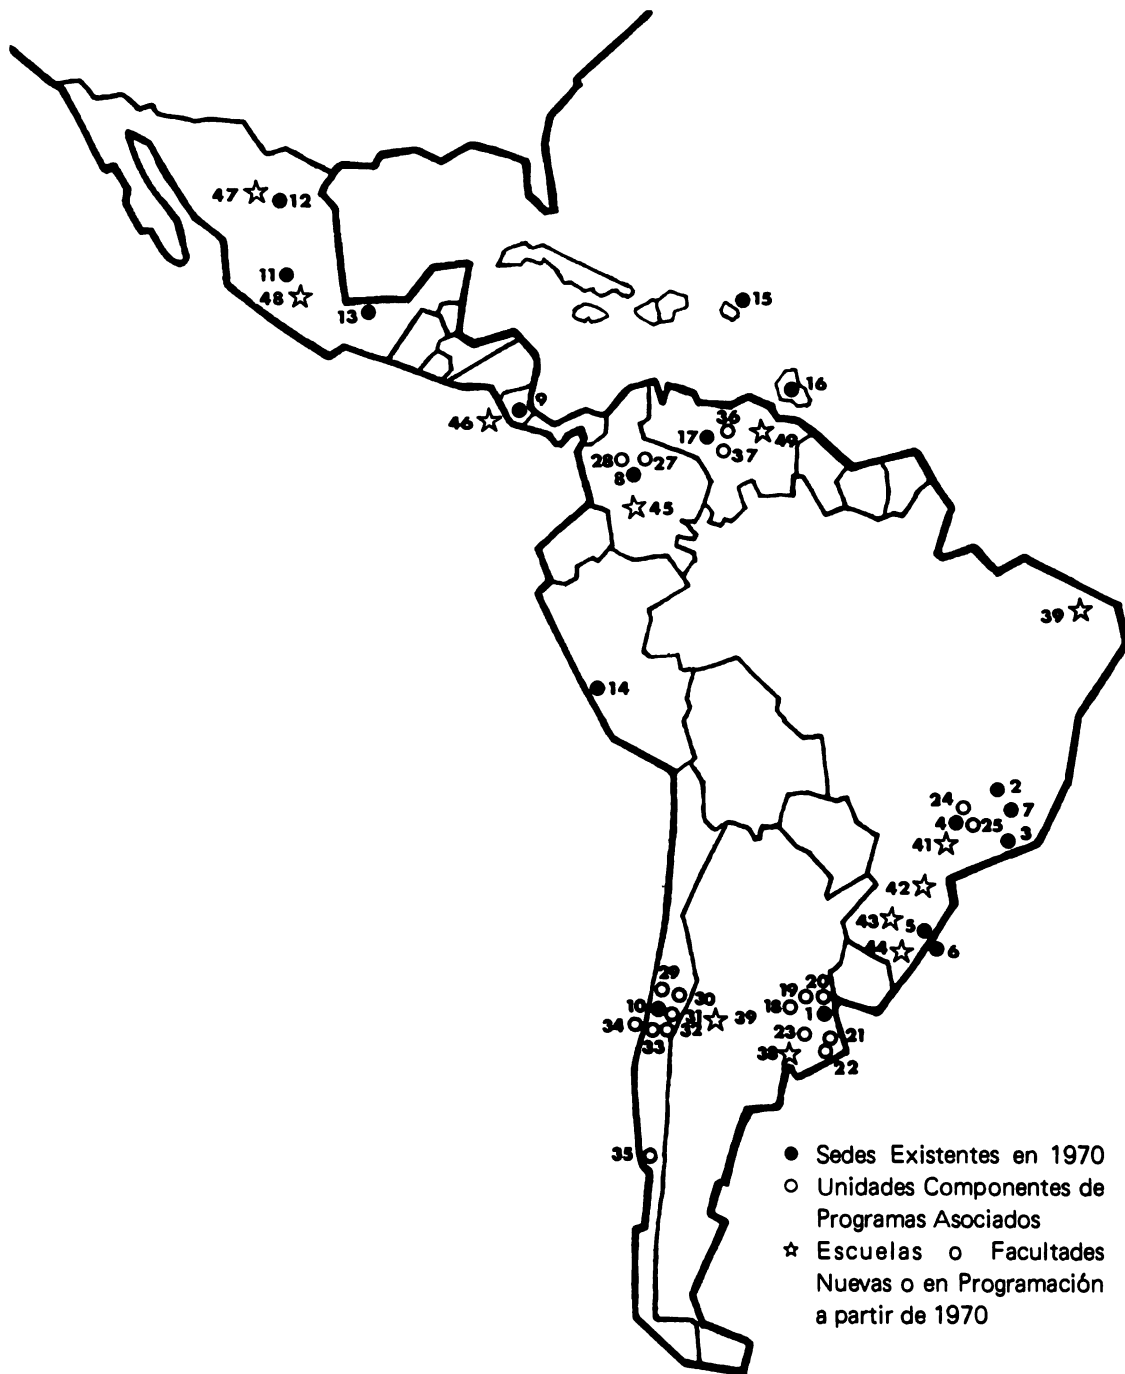 47 12
11
48
13
15
16
9
46
36
17 49
37
28 27
8
45
39
14
2
24 7
4 25 3
41
42
43 5
44 6
29
30 19 20
10 18
31 1
34 32 39
33 23 21
38
22
35
Sedes Existentes en 1970
Unidades Componentes de
Programas Asociados
Escuelas o Facultades
Nuevas o en Programación
a partir de 1970